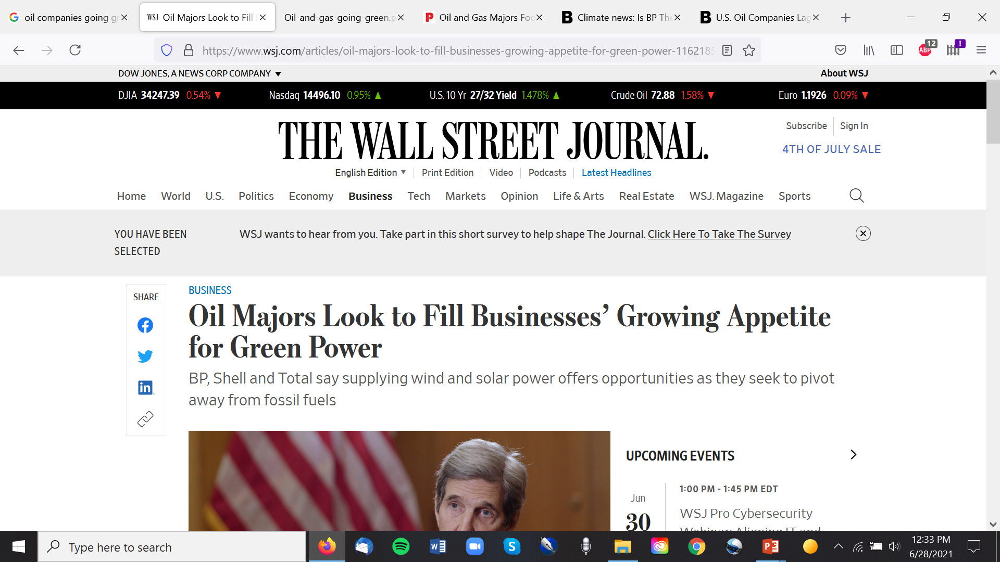 oil companies going g
WSJ Oil Majors Look to Fill
Oil-and-gas-going-green.p
P Oil and Gas Majors Foc
B Climate news: Is BP The
B U.S. Oil Companies Lag
https://www.wsj.com/articles/oil-majors-look-to-fill-businesses-growing-appetite-for-green-power-1162185
ABP 12 !
DOW JONES, A NEWS CORP COMPANY
About WSJ
DJIA 34247.39 0.54% Nasdaq 14496.10 0.95% U.S. 10 Yr 27/32 Yield 1.478% Crude Oil 72.88 1.58% Euro 1.1926 0.09%
THE WALL STREET JOURNAL.
Subscribe Sign In
4TH OF JULY SALE
English Edition Print Edition Video Podcasts Latest Headlines
Home World U.S. Politics Economy Business Tech Markets Opinion Life & Arts Real Estate WSJ. Magazine Sports
YOU HAVE BEEN
SELECTED
WSJ wants to hear from you. Take part in this short survey to help shape The Journal. Click Here To Take The Survey
SHARE
in
BUSINESS
Oil Majors Look to Fill Businesses’ Growing Appetite
for Green Power
BP, Shell and Total say supplying wind and solar power offers opportunities as they seek to pivot
away from fossil fuels
UPCOMING EVENTS
Jun
30
1:00 PM - 1:45 PM EDT
WSJ Pro Cybersecurity
Webinar: Aligning IT and
Type here to search
12:33 PM
6/28/2021